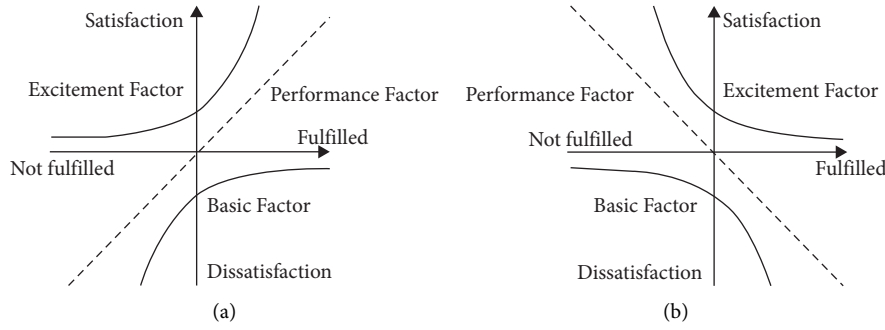 Satisfaction
Excitement Factor
Performance Factor
Fulfilled
Not fulfilled
Basic Factor
Dissatisfaction
(a)
Satisfaction
Performance Factor
Excitement Factor
Not fulfilled
Fulfilled
Basic Factor
Dissatisfaction
(b)